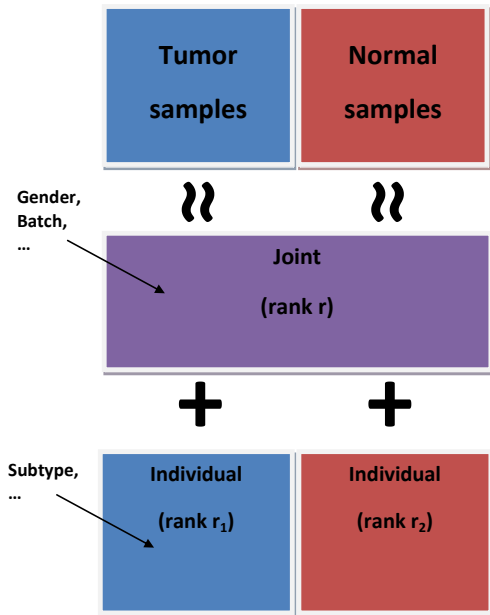 Tumor
samples
Normal
samples
≈
≈
Gender,
Batch,
…
Joint
(rank r)
+
+
Subtype,
…
Individual
(rank r₁)
Individual
(rank r₂)